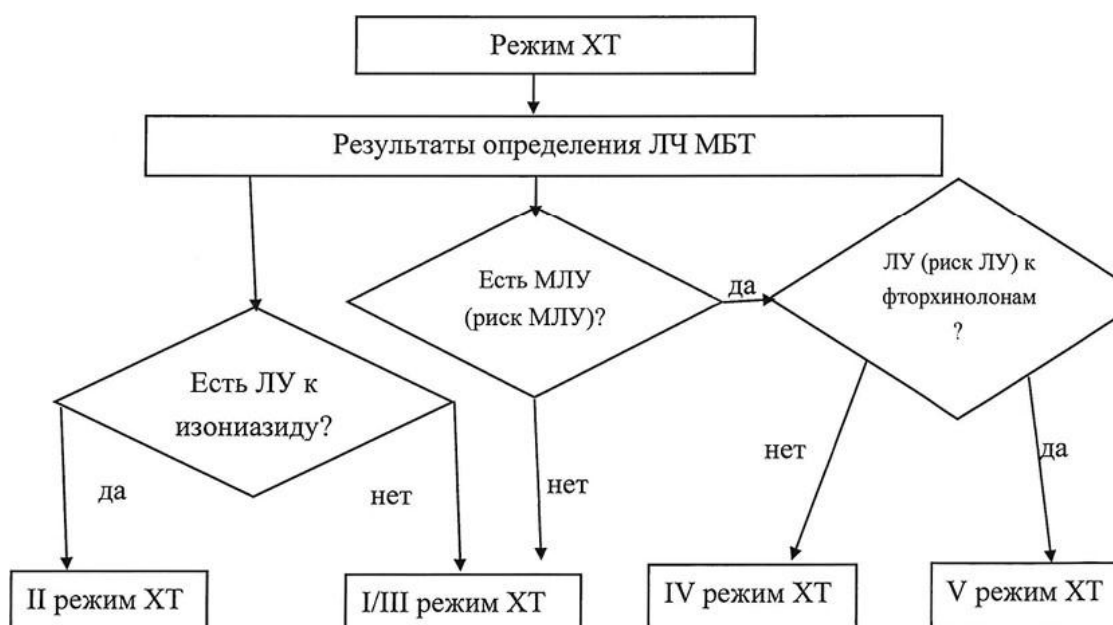 Режим ХТ
Результаты определения ЛЧ МБТ
Есть МЛУ
(риск МЛУ)?
да
ЛУ (риск ЛУ) к
фторхинолонам
?
Есть ЛУ к
изониазиду?
да
нет
нет
нет
да
II режим ХТ
I/III режим ХТ
IV режим ХТ
V режим ХТ